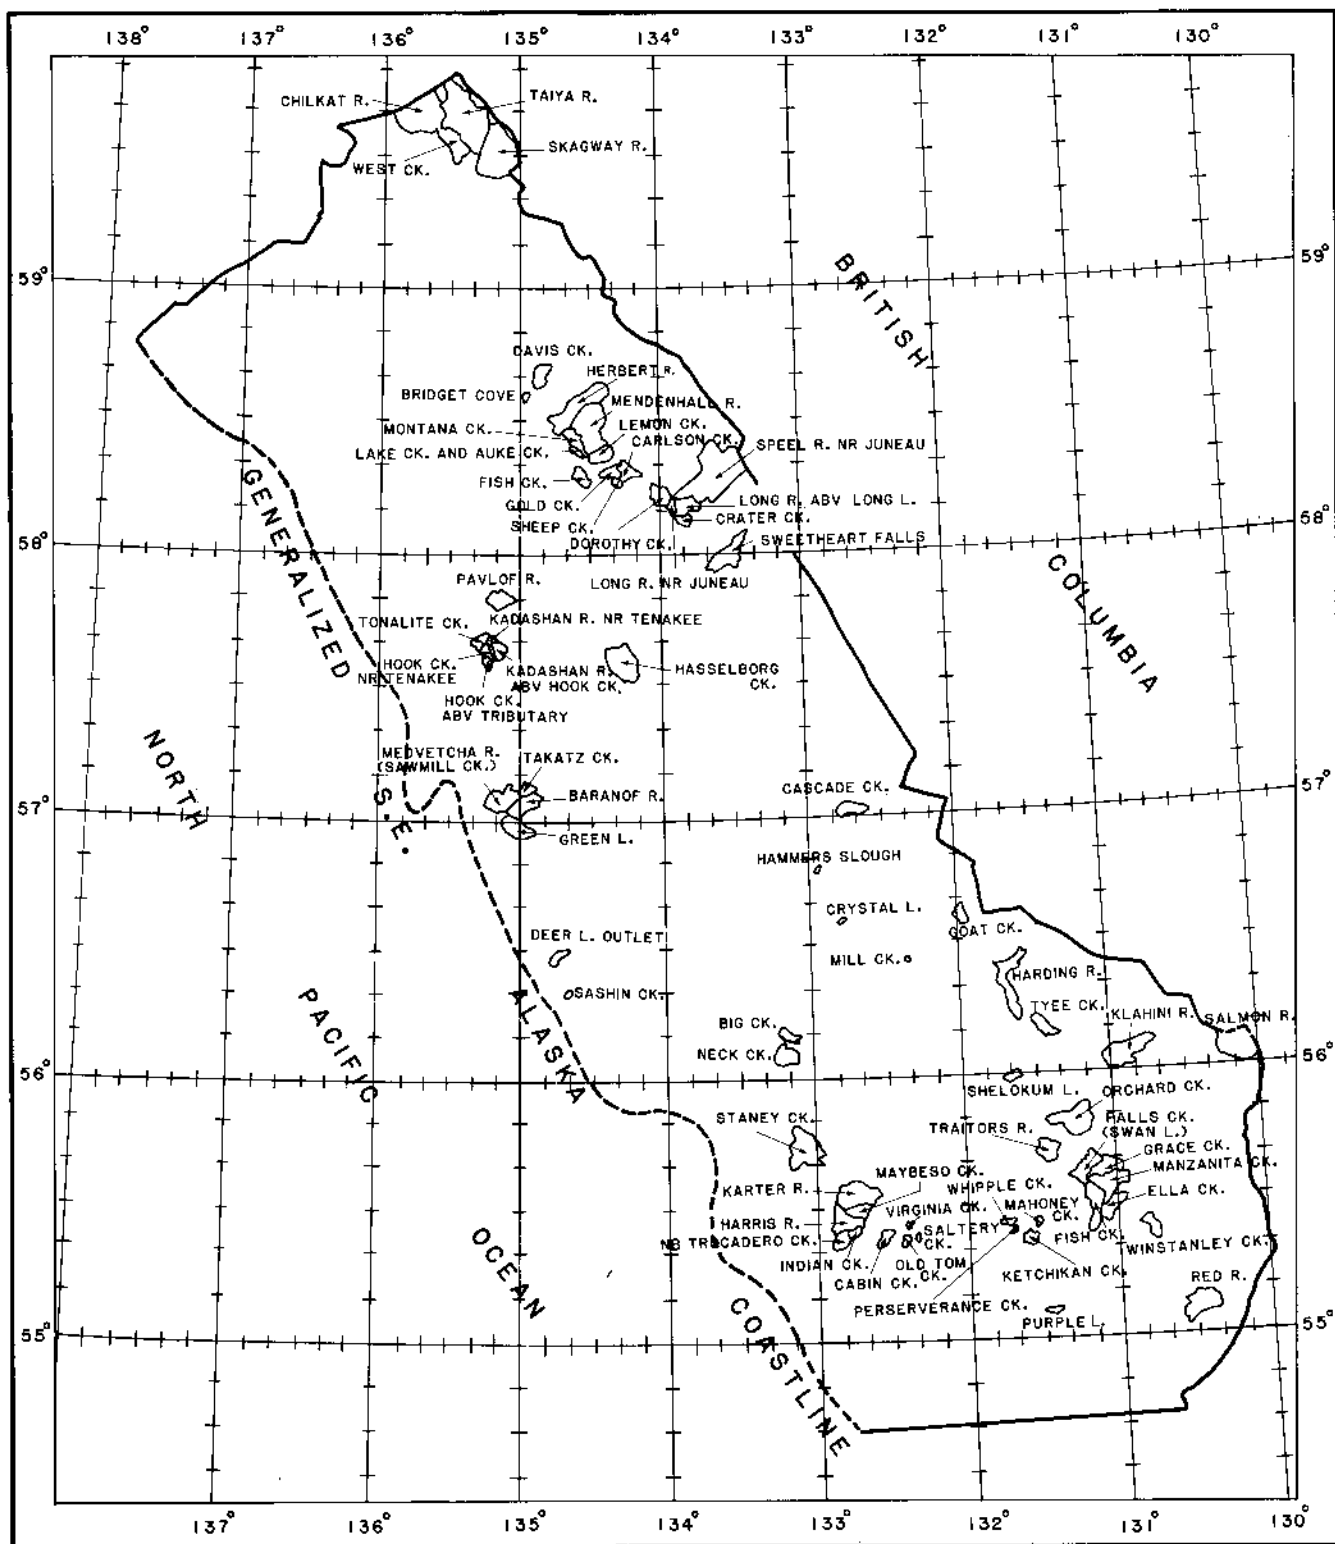 138° 137° 136° 135° 134° 133° 132° 131° 130°
CHILKAT R.
TAIYA R.
WEST CK.
SKAGWAY R.
59° 59°
BRITISH
COLUMBIA
DAVIS CK.
HERBERT R.
BRIDGET COVE
MENDENHALL R.
MONTANA CK.
LEMON CK.
CARLSON CK.
LAKE CK. AND AUKE CK.
SPEEL R. NR JUNEAU
FISH CK.
GOLD CK.
LONG R. ABV LONG L.
SHEEP CK.
CRATER CK.
DOROTHY CK.
SWEETHEART FALLS
58° 58°
LONG R. NR JUNEAU
PAVLOF R.
TONALITE CK.
KADASHAN R. NR TENAKEE
HOOK CK.
NR TENAKEE
KADASHAN R.
ABV HOOK CK.
HASSELBORG
CK.
HOOK CK.
ABV TRIBUTARY
GENERALIZED
S.E.
ALASKA
COASTLINE
NORTH
PACIFIC
OCEAN
MEDVETCHA R.
(SAWMILL CK.)
TAKATZ CK.
BARANOF R.
GREEN L.
CASCADE CK.
57° 57°
HAMMERS SLOUGH
CRYSTAL L.
GOAT CK.
DEER L. OUTLET
MILL CK.
HARDING R.
SASHIN CK.
TYEE CK.
KLAHINI R.
SALMON R.
BIG CK.
NECK CK.
56° 56°
SHELOKUM L.
ORCHARD CK.
STANEY CK.
TRAITORS R.
FALLS CK.
(SWAN L.)
GRACE CK.
MANZANITA CK.
MAYBESO CK.
KARTER R.
WHIPPLE CK.
ELLA CK.
VIRGINIA CK.
MAHONEY
CK.
HARRIS R.
SALTERY
CK.
FISH CK.
NB TROCADERO CK.
WINSTANLEY CK.
INDIAN CK.
OLD TOM
CK.
CABIN CK.
KETCHIKAN CK.
RED R.
PERSERVERANCE CK.
PURPLE L.
55° 55°
137° 136° 135° 134° 133° 132° 131° 130°